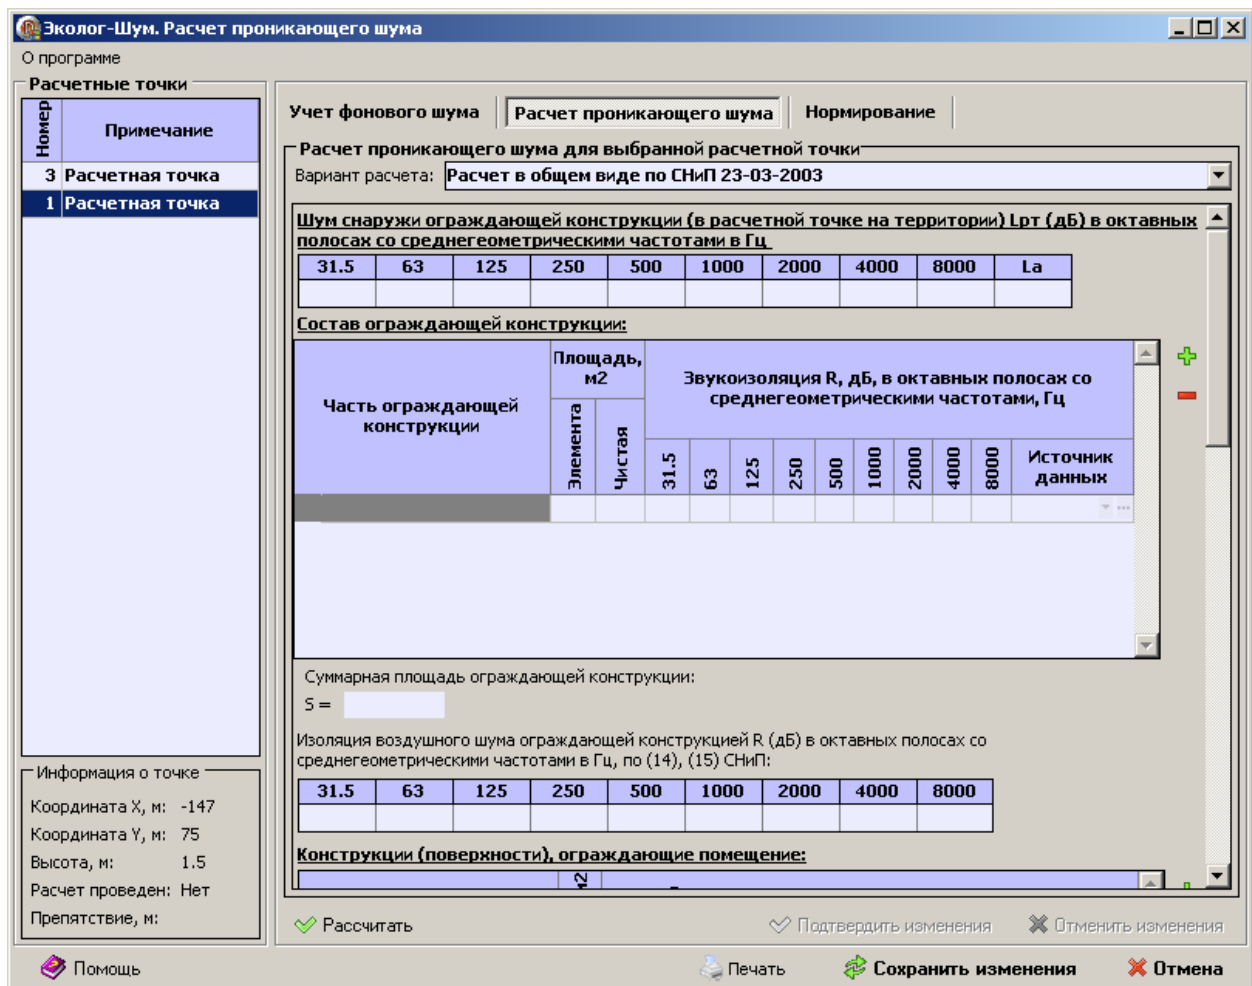 Эколог-Шум. Расчет проникающего шума
О программе
Расчетные точки
Номер
Примечание
3 Расчетная точка
1 Расчетная точка
Информация о точке
Координата X, м: -147
Координата Y, м: 75
Высота, м: 1.5
Расчет проведен: Нет
Препятствие, м:
Учет фонового шума
Расчет проникающего шума
Нормирование
Расчет проникающего шума для выбранной расчетной точки
Вариант расчета: Расчет в общем виде по СНиП 23-03-2003
Шум снаружи ограждающей конструкции (в расчетной точке на территории) Lрт (дБ) в октавных
полосах со среднегеометрическими частотами в Гц
31.5 63 125 250 500 1000 2000 4000 8000 La
Состав ограждающей конструкции:
Часть ограждающей
конструкции
Площадь,
м2
Элемента
Чистая
Звукоизоляция R, дБ, в октавных полосах со
среднегеометрическими частотами, Гц
31.5 63 125 250 500 1000 2000 4000 8000
Источник
данных
Суммарная площадь ограждающей конструкции:
S =
Изоляция воздушного шума ограждающей конструкцией R (дБ) в октавных полосах со
среднегеометрическими частотами в Гц, по (14), (15) СНиП:
31.5 63 125 250 500 1000 2000 4000 8000
Конструкции (поверхности), ограждающие помещение:
м2
Рассчитать
Подтвердить изменения
Отменить изменения
Помощь
Печать
Сохранить изменения
Отмена